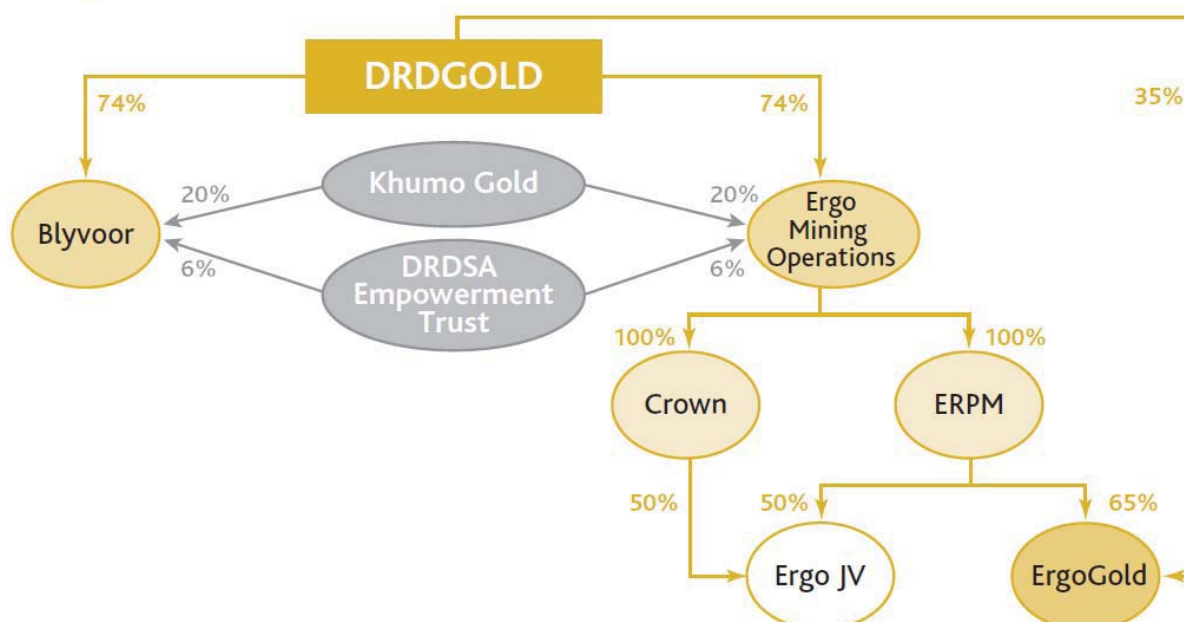 DRDGOLD
74%
74%
35%
Khumo Gold
20%
20%
Blyvoor
Ergo
Mining
Operations
6%
6%
DRDSA
Empowerment
Trust
100%
100%
Crown
ERPM
50%
50%
65%
Ergo JV
ErgoGold